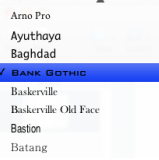 Arno Pro
Ayuthaya
Baghdad
✓ Bank Gothic
Baskerville
Baskerville Old Face
Bastion
Batang